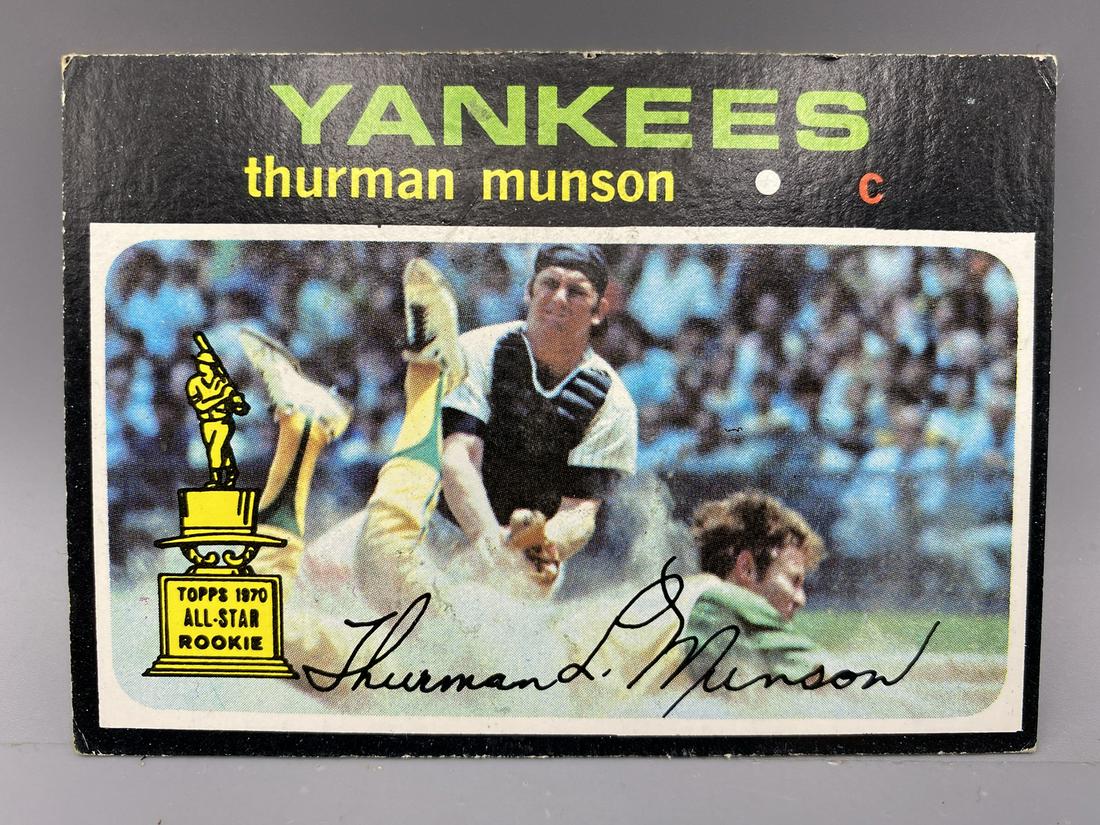 YANKEES
thurman munson • c
TOPPS 1970
ALL-STAR
ROOKIE
Thurman L. Munson